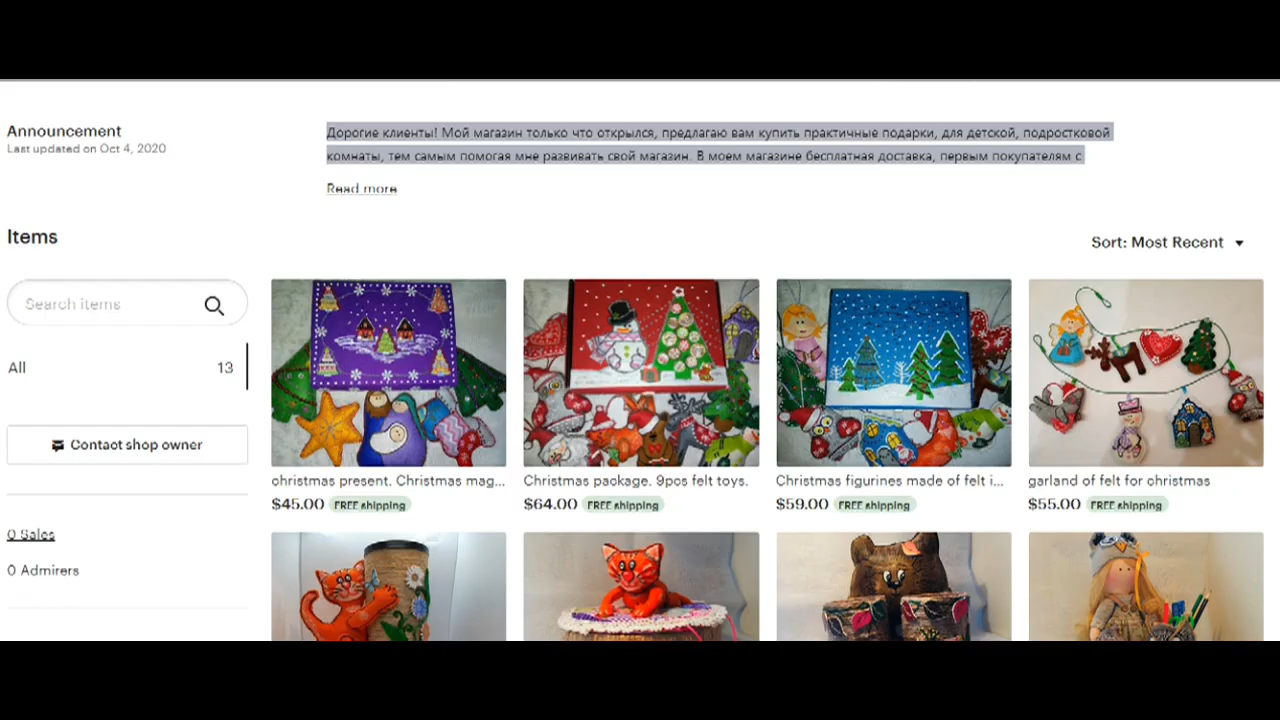 Announcement
Last updated on Oct 4, 2020
Дорогие клиенты! Мой магазин только что открылся, предлагаю вам купить практичные подарки, для детской, подростковой
комнаты, тем самым помогая мне развивать свой магазин. В моем магазине бесплатная доставка, первым покупателям с
Read more
Items
Sort: Most Recent
Search items
All 13
Contact shop owner
0 Sales
0 Admirers
christmas present. Christmas mag...
$45.00 FREE shipping
Christmas package. 9pcs felt toys.
$64.00 FREE shipping
Christmas figurines made of felt i...
$59.00 FREE shipping
garland of felt for christmas
$55.00 FREE shipping